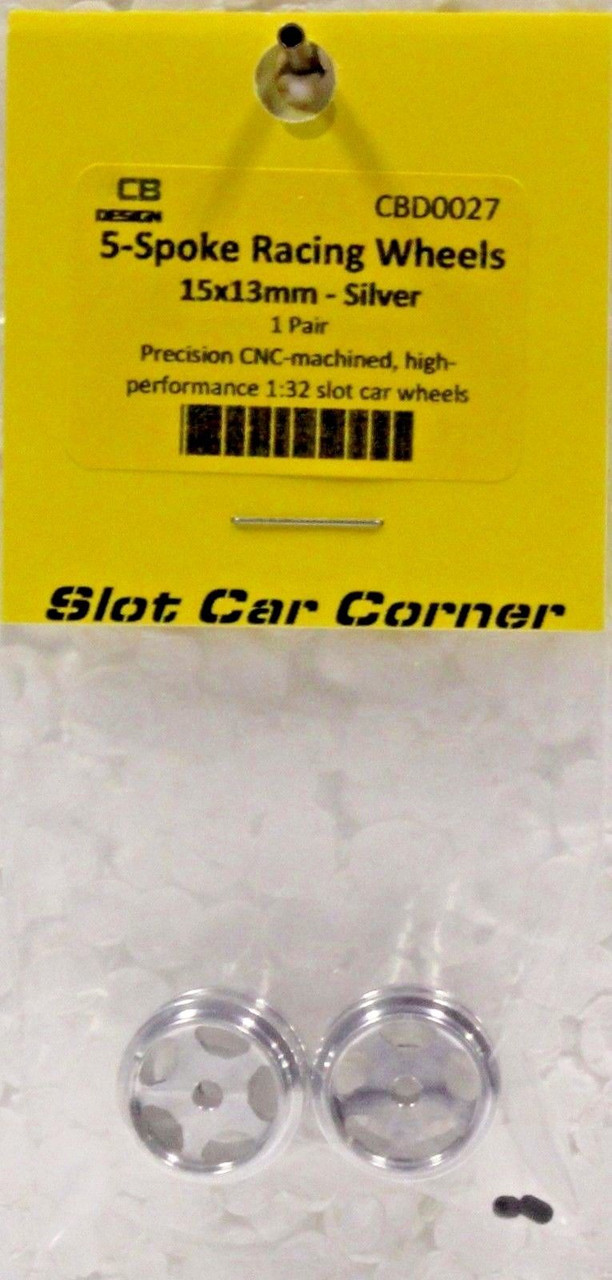 CB
DESIGN
CBD0027
5-Spoke Racing Wheels
15x13mm - Silver
1 Pair
Precision CNC-machined, high-
performance 1:32 slot car wheels
Slot Car Corner